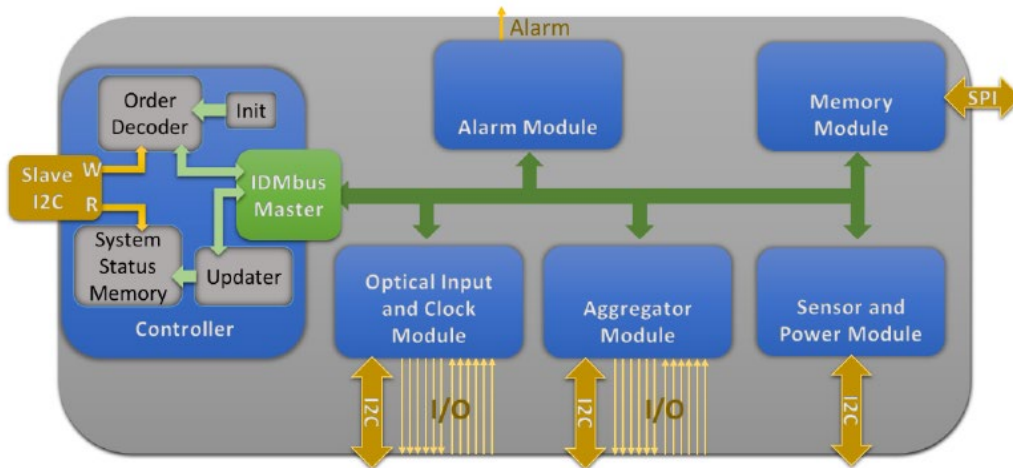 Alarm
Order
Decoder
Init
Alarm Module
Memory
Module
SPI
Slave
I2C
W
R
IDMbus
Master
System
Status
Memory
Updater
Controller
Optical Input
and Clock
Module
Aggregator
Module
Sensor and
Power Module
I2C
I/O
I2C
I/O
I2C